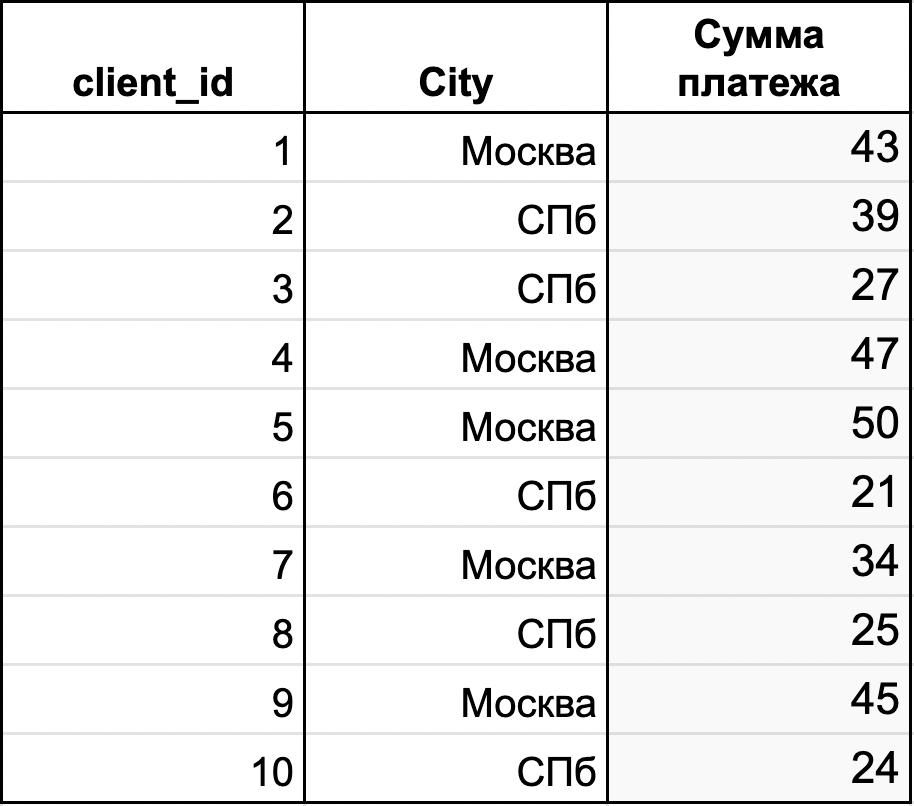 client_id City Сумма платежа
1 Москва 43
2 СПб 39
3 СПб 27
4 Москва 47
5 Москва 50
6 СПб 21
7 Москва 34
8 СПб 25
9 Москва 45
10 СПб 24